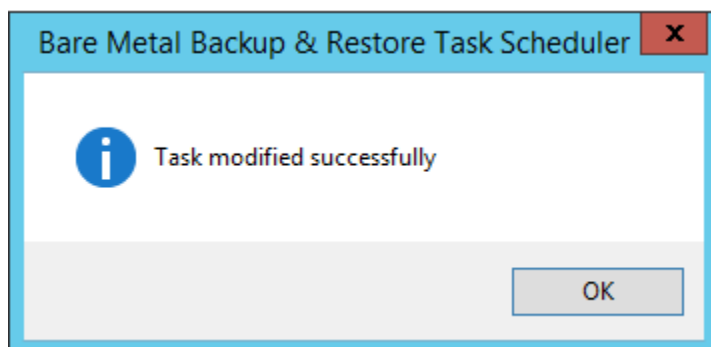 Bare Metal Backup & Restore Task Scheduler
Task modified successfully
OK